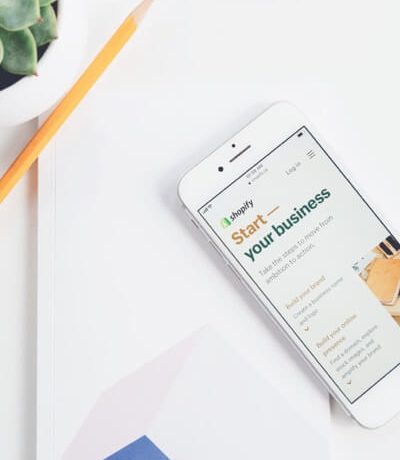 shopify
Log in
Start —
your business
Take the steps to move from
ambition to action.
Build your brand
Create a business name
and logo
Build your online
presence
Find a domain, explore
stock images, and
amplify your brand